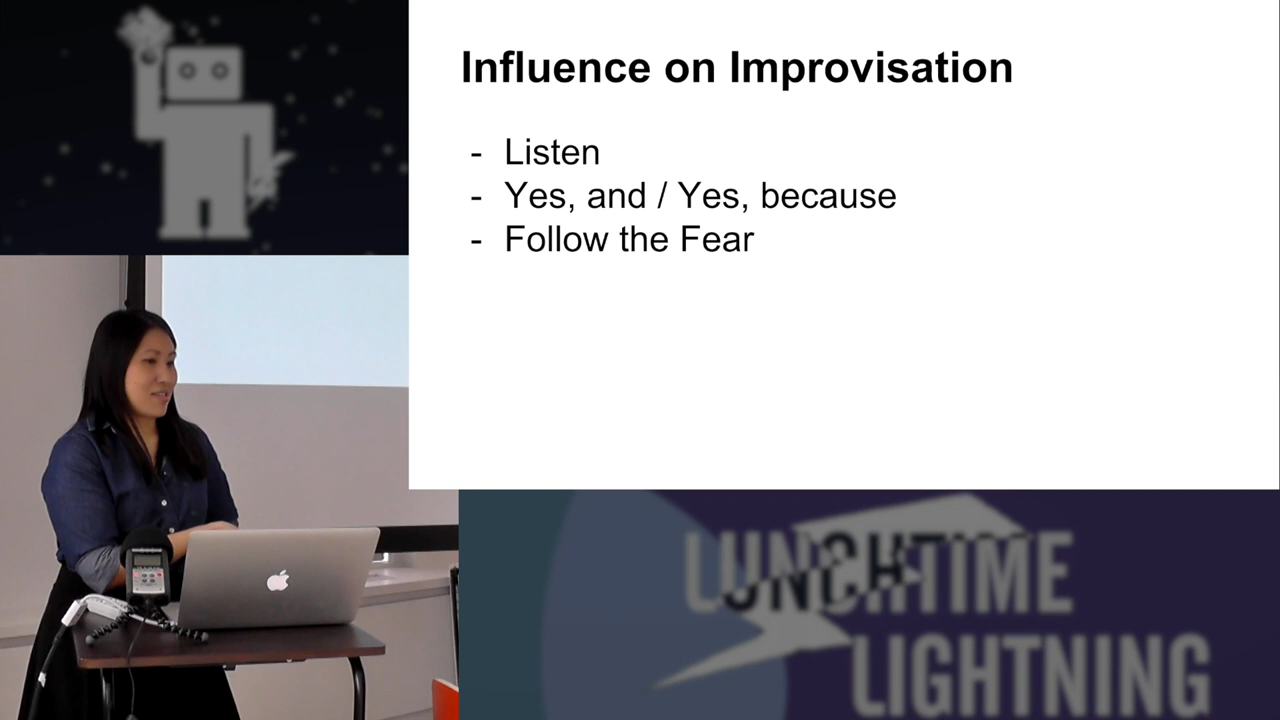 Influence on Improvisation
- Listen
- Yes, and / Yes, because
- Follow the Fear
LUNCHTIME
LIGHTNING